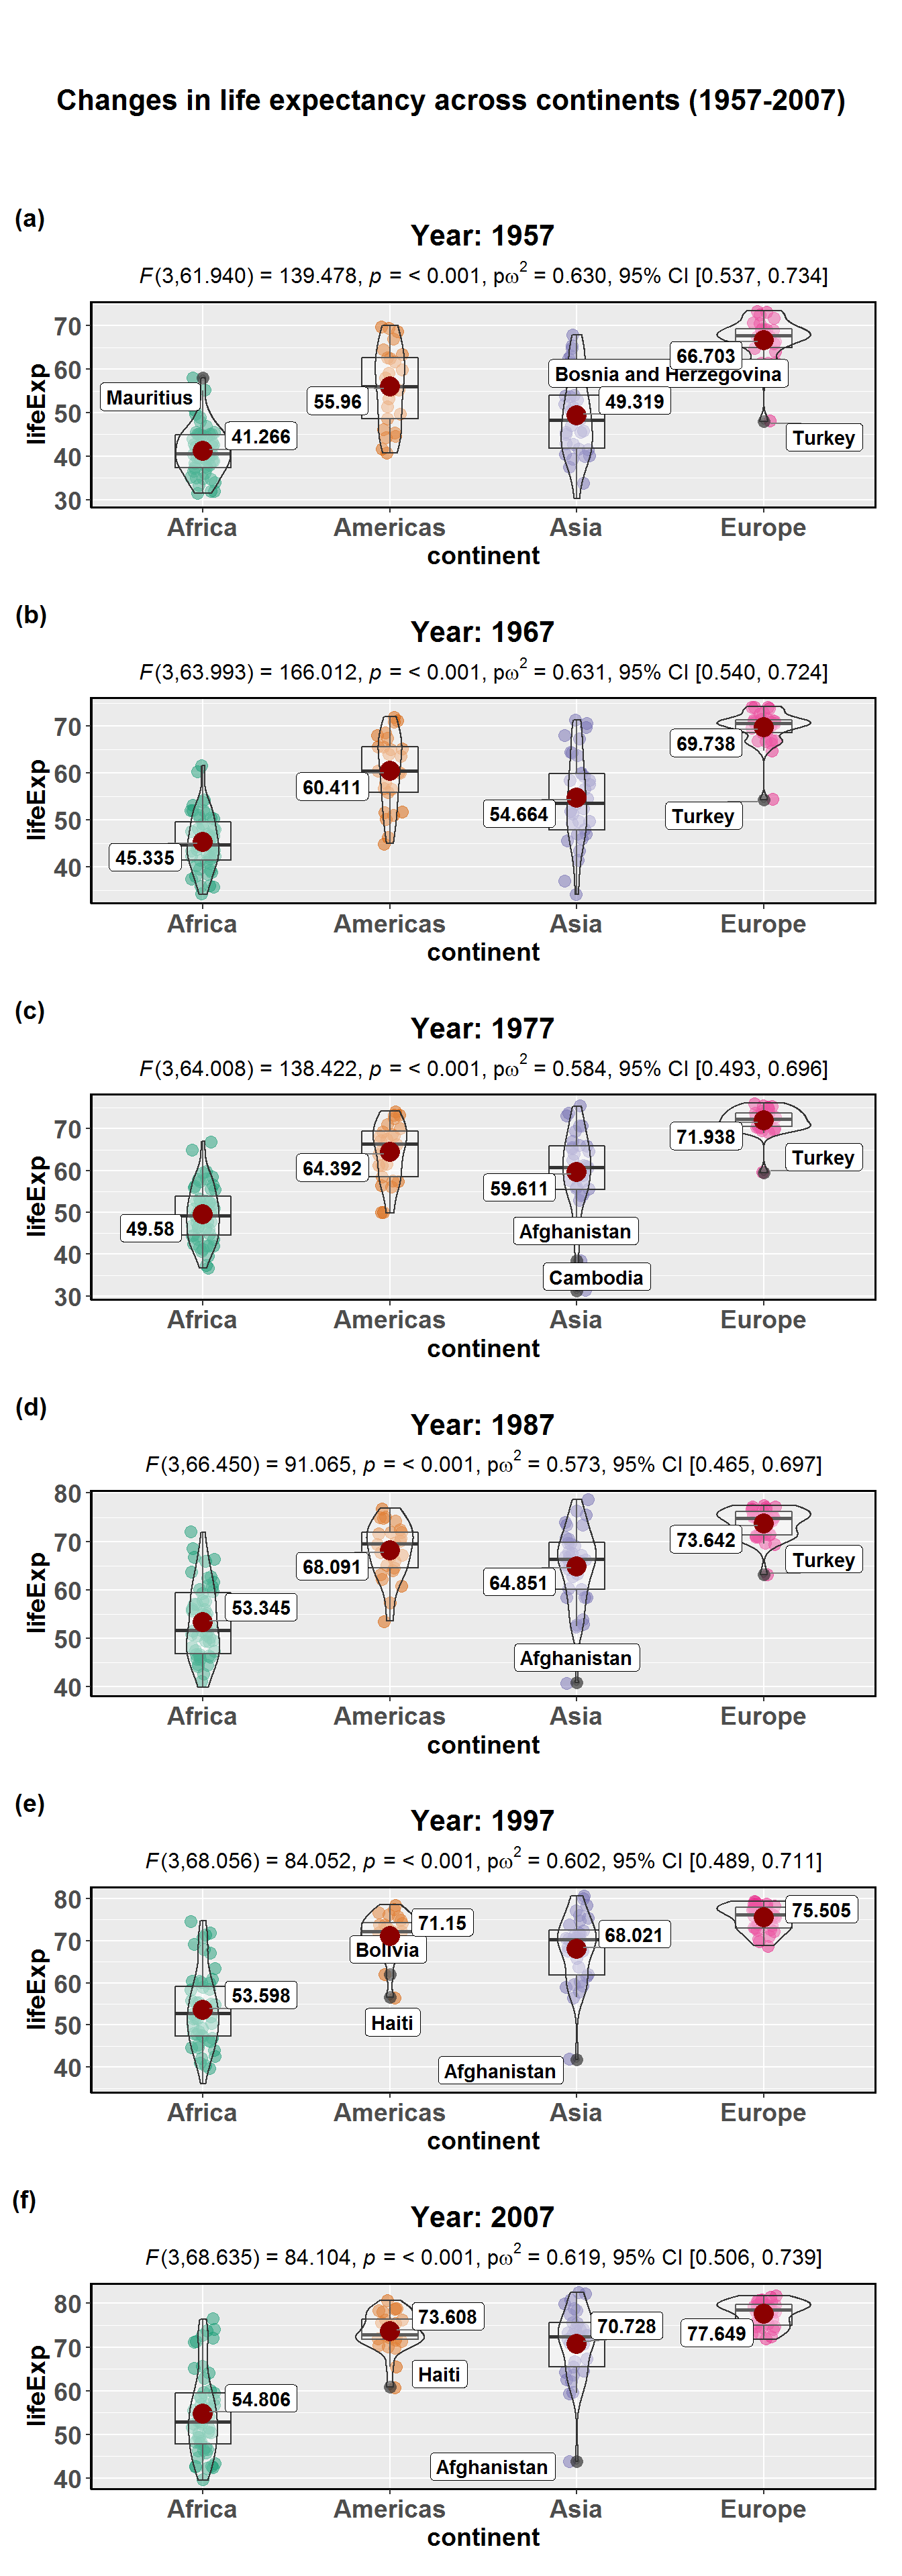 Changes in life expectancy across continents (1957-2007)
(a)
Year: 1957
F(3,61.940) = 139.478, p = < 0.001, pω² = 0.630, 95% CI [0.537, 0.734]
lifeExp
70
60
50
40
30
Mauritius
41.266
55.96
Bosnia and Herzegovina
49.319
66.703
Turkey
Africa Americas Asia Europe
continent
(b)
Year: 1967
F(3,63.993) = 166.012, p = < 0.001, pω² = 0.631, 95% CI [0.540, 0.724]
lifeExp
70
60
50
40
45.335
60.411
54.664
69.738
Turkey
Africa Americas Asia Europe
continent
(c)
Year: 1977
F(3,64.008) = 138.422, p = < 0.001, pω² = 0.584, 95% CI [0.493, 0.696]
lifeExp
70
60
50
40
30
49.58
64.392
59.611
Afghanistan
Cambodia
71.938
Turkey
Africa Americas Asia Europe
continent
(d)
Year: 1987
F(3,66.450) = 91.065, p = < 0.001, pω² = 0.573, 95% CI [0.465, 0.697]
lifeExp
80
70
60
50
40
53.345
68.091
64.851
Afghanistan
73.642
Turkey
Africa Americas Asia Europe
continent
(e)
Year: 1997
F(3,68.056) = 84.052, p = < 0.001, pω² = 0.602, 95% CI [0.489, 0.711]
lifeExp
80
70
60
50
40
53.598
71.15
Bolivia
Haiti
68.021
Afghanistan
75.505
Africa Americas Asia Europe
continent
(f)
Year: 2007
F(3,68.635) = 84.104, p = < 0.001, pω² = 0.619, 95% CI [0.506, 0.739]
lifeExp
80
70
60
50
40
54.806
73.608
Haiti
70.728
Afghanistan
77.649
Africa Americas Asia Europe
continent